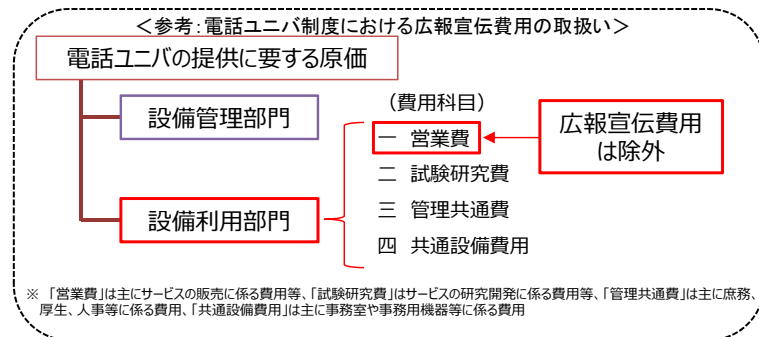 ＜参考：電話ユニバ制度における広報宣伝費用の取扱い＞
電話ユニバの提供に要する原価
設備管理部門
（費用科目）
一 営業費
広報宣伝費用
は除外
二 試験研究費
設備利用部門
三 管理共通費
四 共通設備費用
※ 「営業費」は主にサービスの販売に係る費用等、「試験研究費」はサービスの研究開発に係る費用等、「管理共通費」は主に庶務、
厚生、人事等に係る費用、「共通設備費用」は主に事務室や事務用機器等に係る費用